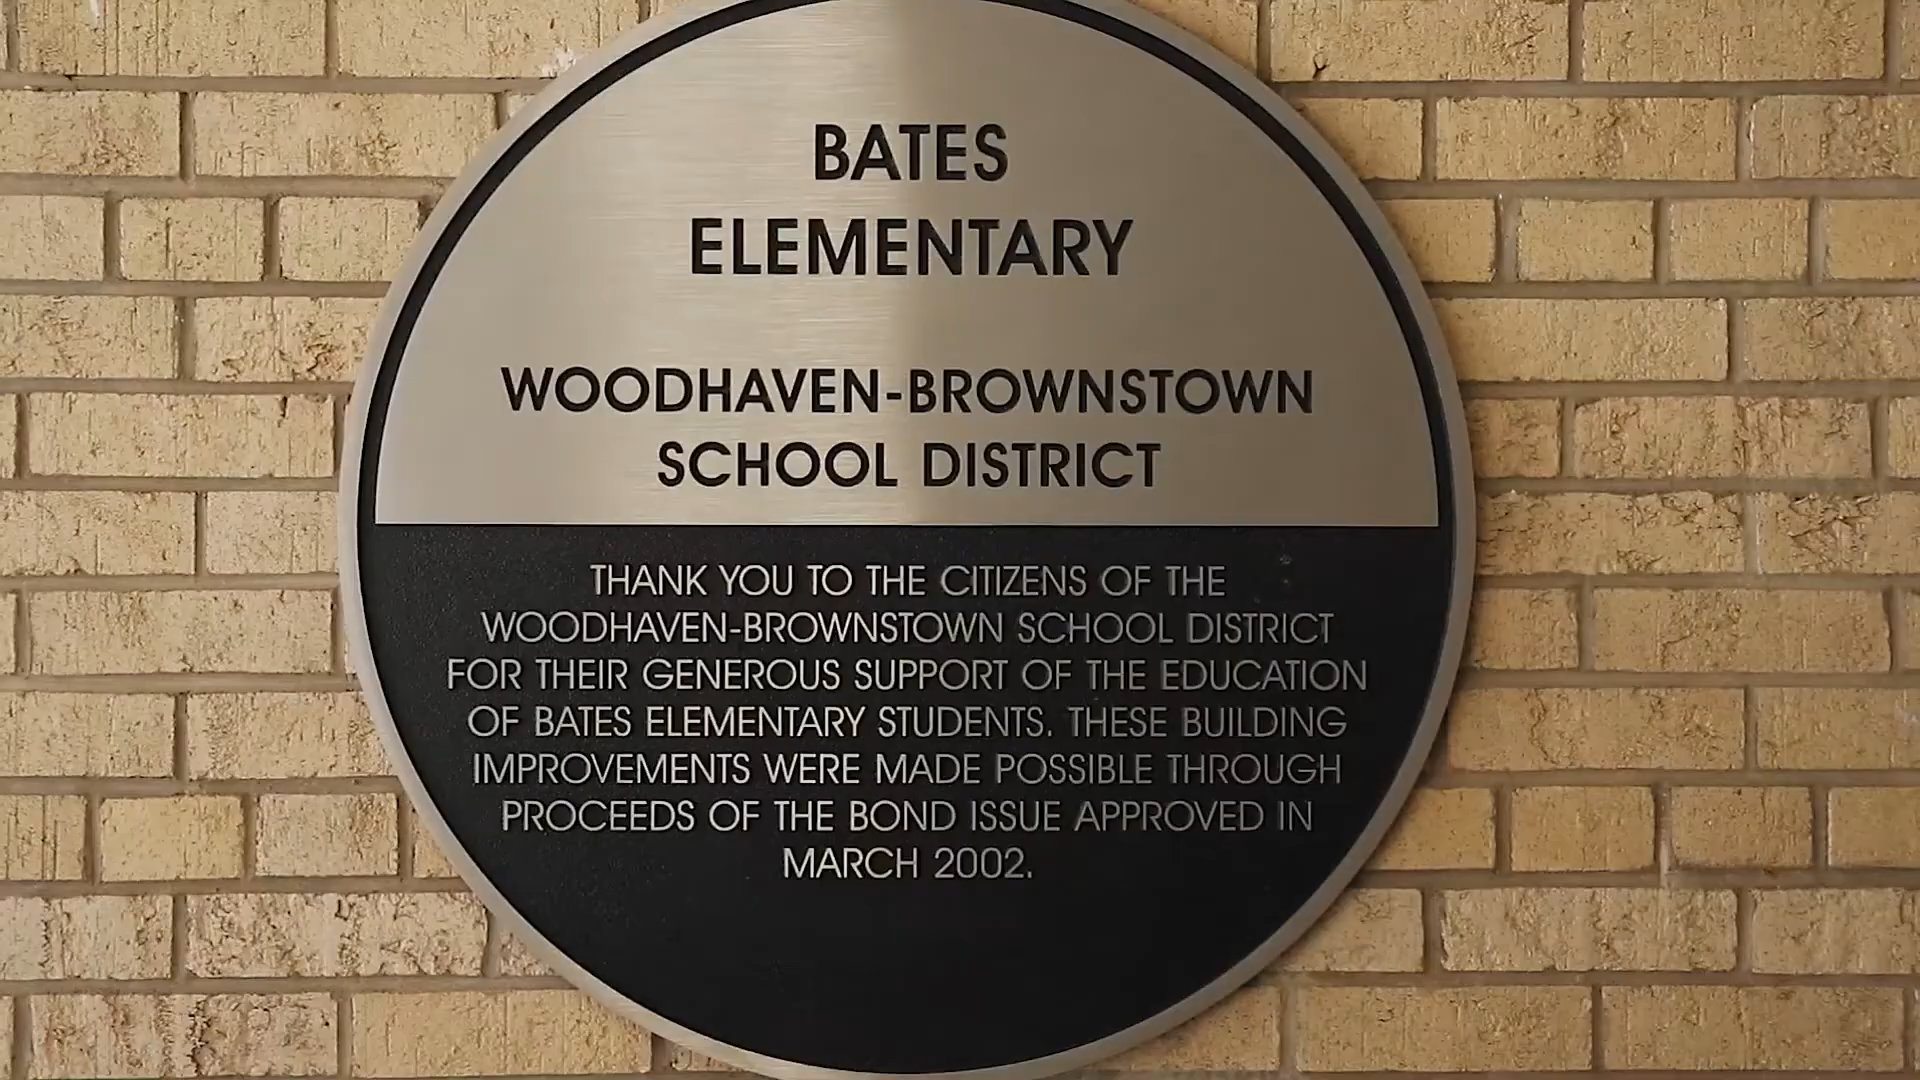 BATES
ELEMENTARY
WOODHAVEN-BROWNSTOWN
SCHOOL DISTRICT
THANK YOU TO THE CITIZENS OF THE
WOODHAVEN-BROWNSTOWN SCHOOL DISTRICT
FOR THEIR GENEROUS SUPPORT OF THE EDUCATION
OF BATES ELEMENTARY STUDENTS. THESE BUILDING
IMPROVEMENTS WERE MADE POSSIBLE THROUGH
PROCEEDS OF THE BOND ISSUE APPROVED IN
MARCH 2002.